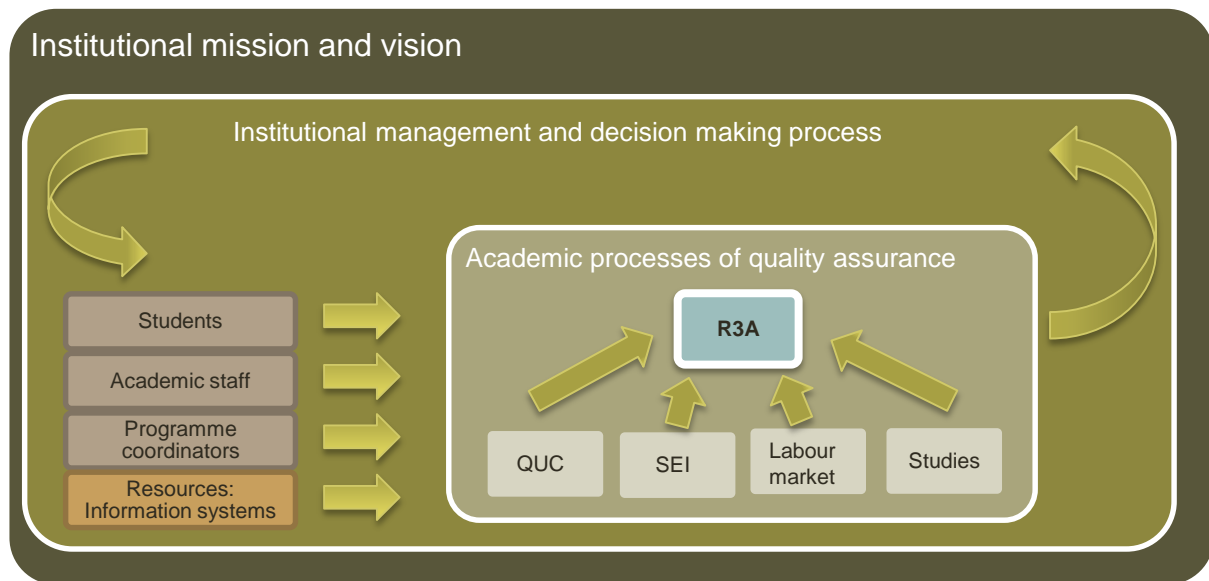 Institutional mission and vision
Institutional management and decision making process
Academic processes of quality assurance
R3A
Students
Academic staff
Programme
coordinators
Resources:
Information systems
QUC
SEI
Labour
market
Studies